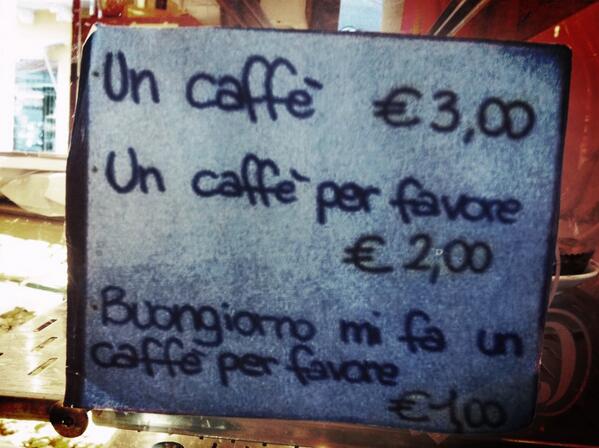 Un caffè €3,00
Un caffè per favore
€ 2,00
Buongiorno mi fa un
caffè per favore
€1,00